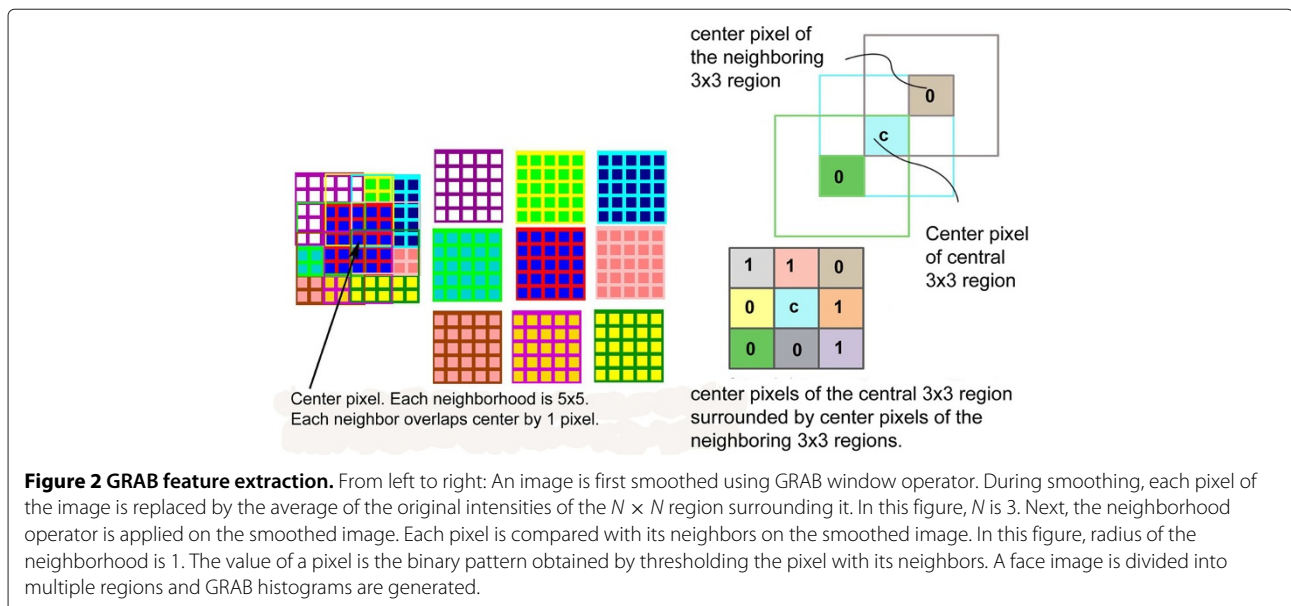 center pixel of
the neighboring
3x3 region
0
c
0
Center pixel
of central
3x3 region
1 1 0
0 c 1
0 0 1
Center pixel. Each neighborhood is 5x5.
Each neighbor overlaps center by 1 pixel.
center pixels of the central 3x3 region
surrounded by center pixels of the
neighboring 3x3 regions.
Figure 2 GRAB feature extraction. From left to right: An image is first smoothed using GRAB window operator. During smoothing, each pixel of
the image is replaced by the average of the original intensities of the N × N region surrounding it. In this figure, N is 3. Next, the neighborhood
operator is applied on the smoothed image. Each pixel is compared with its neighbors on the smoothed image. In this figure, radius of the
neighborhood is 1. The value of a pixel is the binary pattern obtained by thresholding the pixel with its neighbors. A face image is divided into
multiple regions and GRAB histograms are generated.